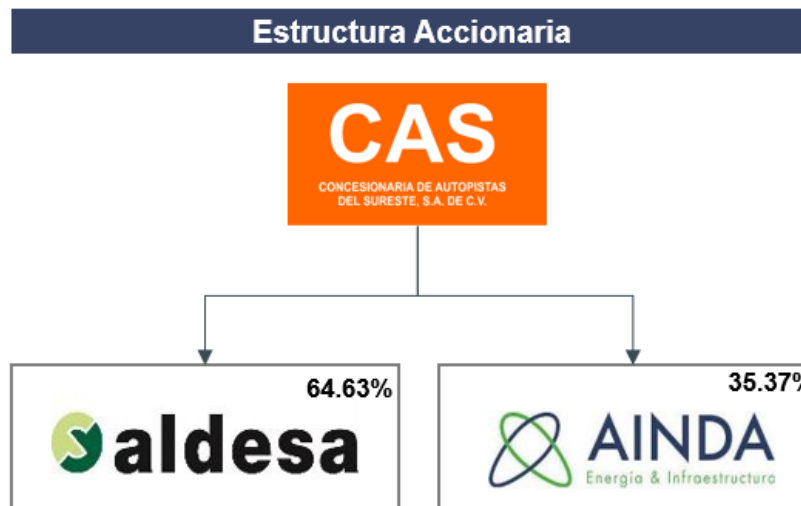 Estructura Accionaria
CAS
CONCESIONARIA DE AUTOPISTAS
DEL SURESTE, S.A. DE C.V.
64.63%
aldesa
35.37%
AINDA
Energía & Infraestructura